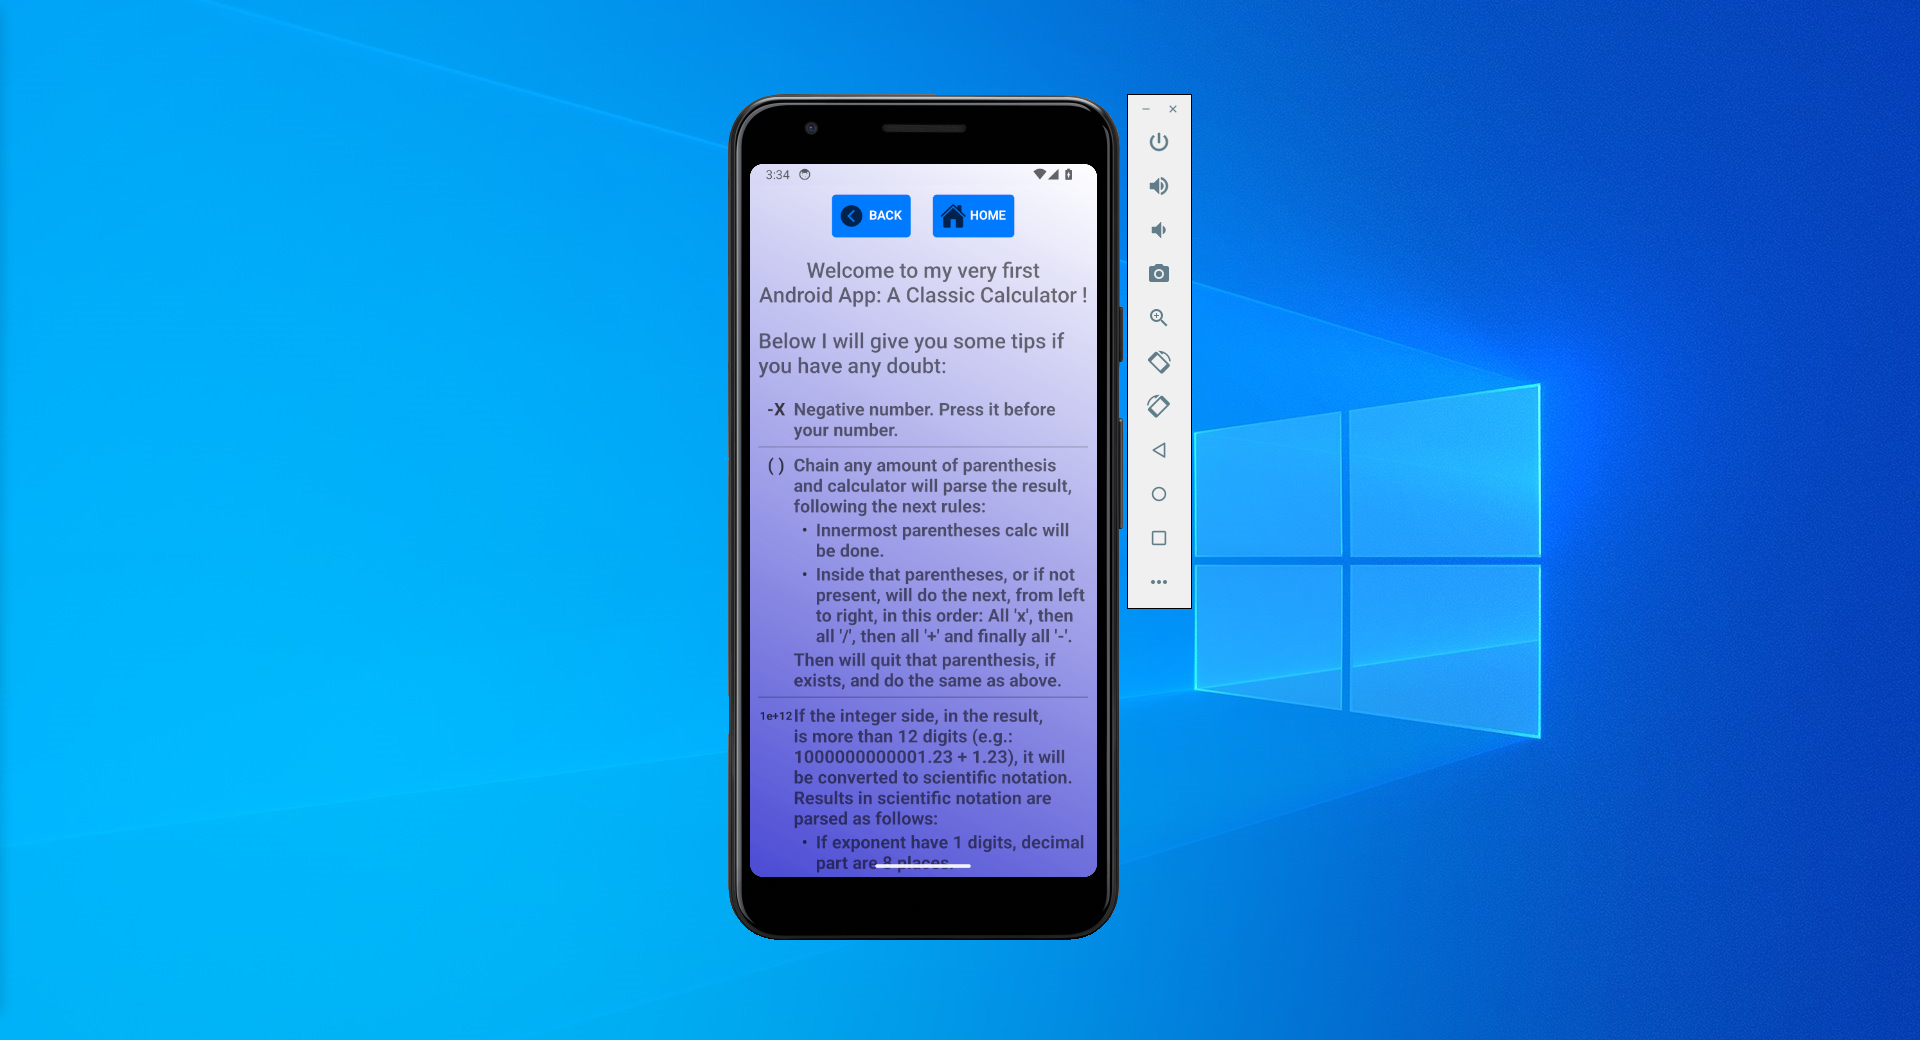 3:34
BACK
HOME
Welcome to my very first
Android App: A Classic Calculator !
Below I will give you some tips if
you have any doubt:
-X Negative number. Press it before
your number.
( ) Chain any amount of parenthesis
and calculator will parse the result,
following the next rules:
• Innermost parentheses calc will
be done.
• Inside that parentheses, or if not
present, will do the next, from left
to right, in this order: All 'x', then
all '/', then all '+' and finally all '-'.
Then will quit that parenthesis, if
exists, and do the same as above.
1e+12 If the integer side, in the result,
is more than 12 digits (e.g.:
1000000000001.23 + 1.23), it will
be converted to scientific notation.
Results in scientific notation are
parsed as follows:
• If exponent have 1 digits, decimal
part are 8 places.